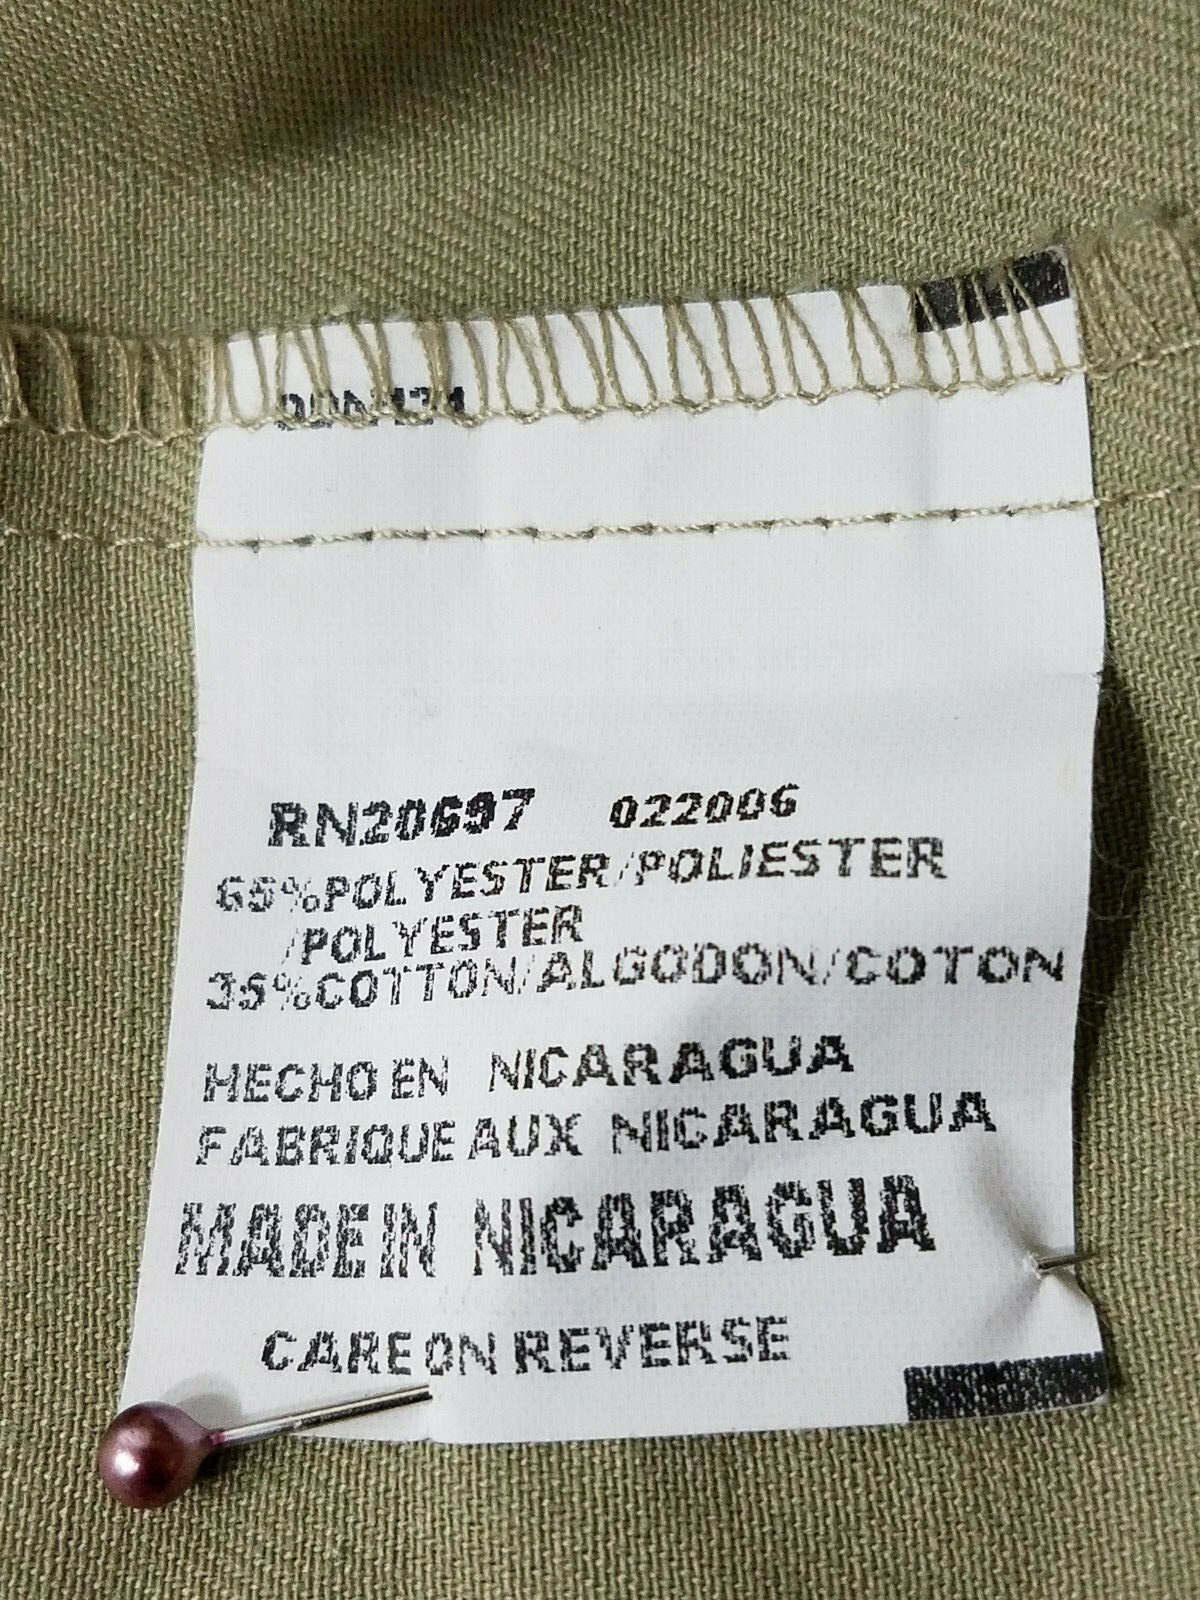 RN20697 022006
65%POLYESTER/POLIESTER
/POLYESTER
35%COTTON/ALGODON/COTON
HECHO EN NICARAGUA
FABRIQUE AUX NICARAGUA
MADE IN NICARAGUA
CARE ON REVERSE